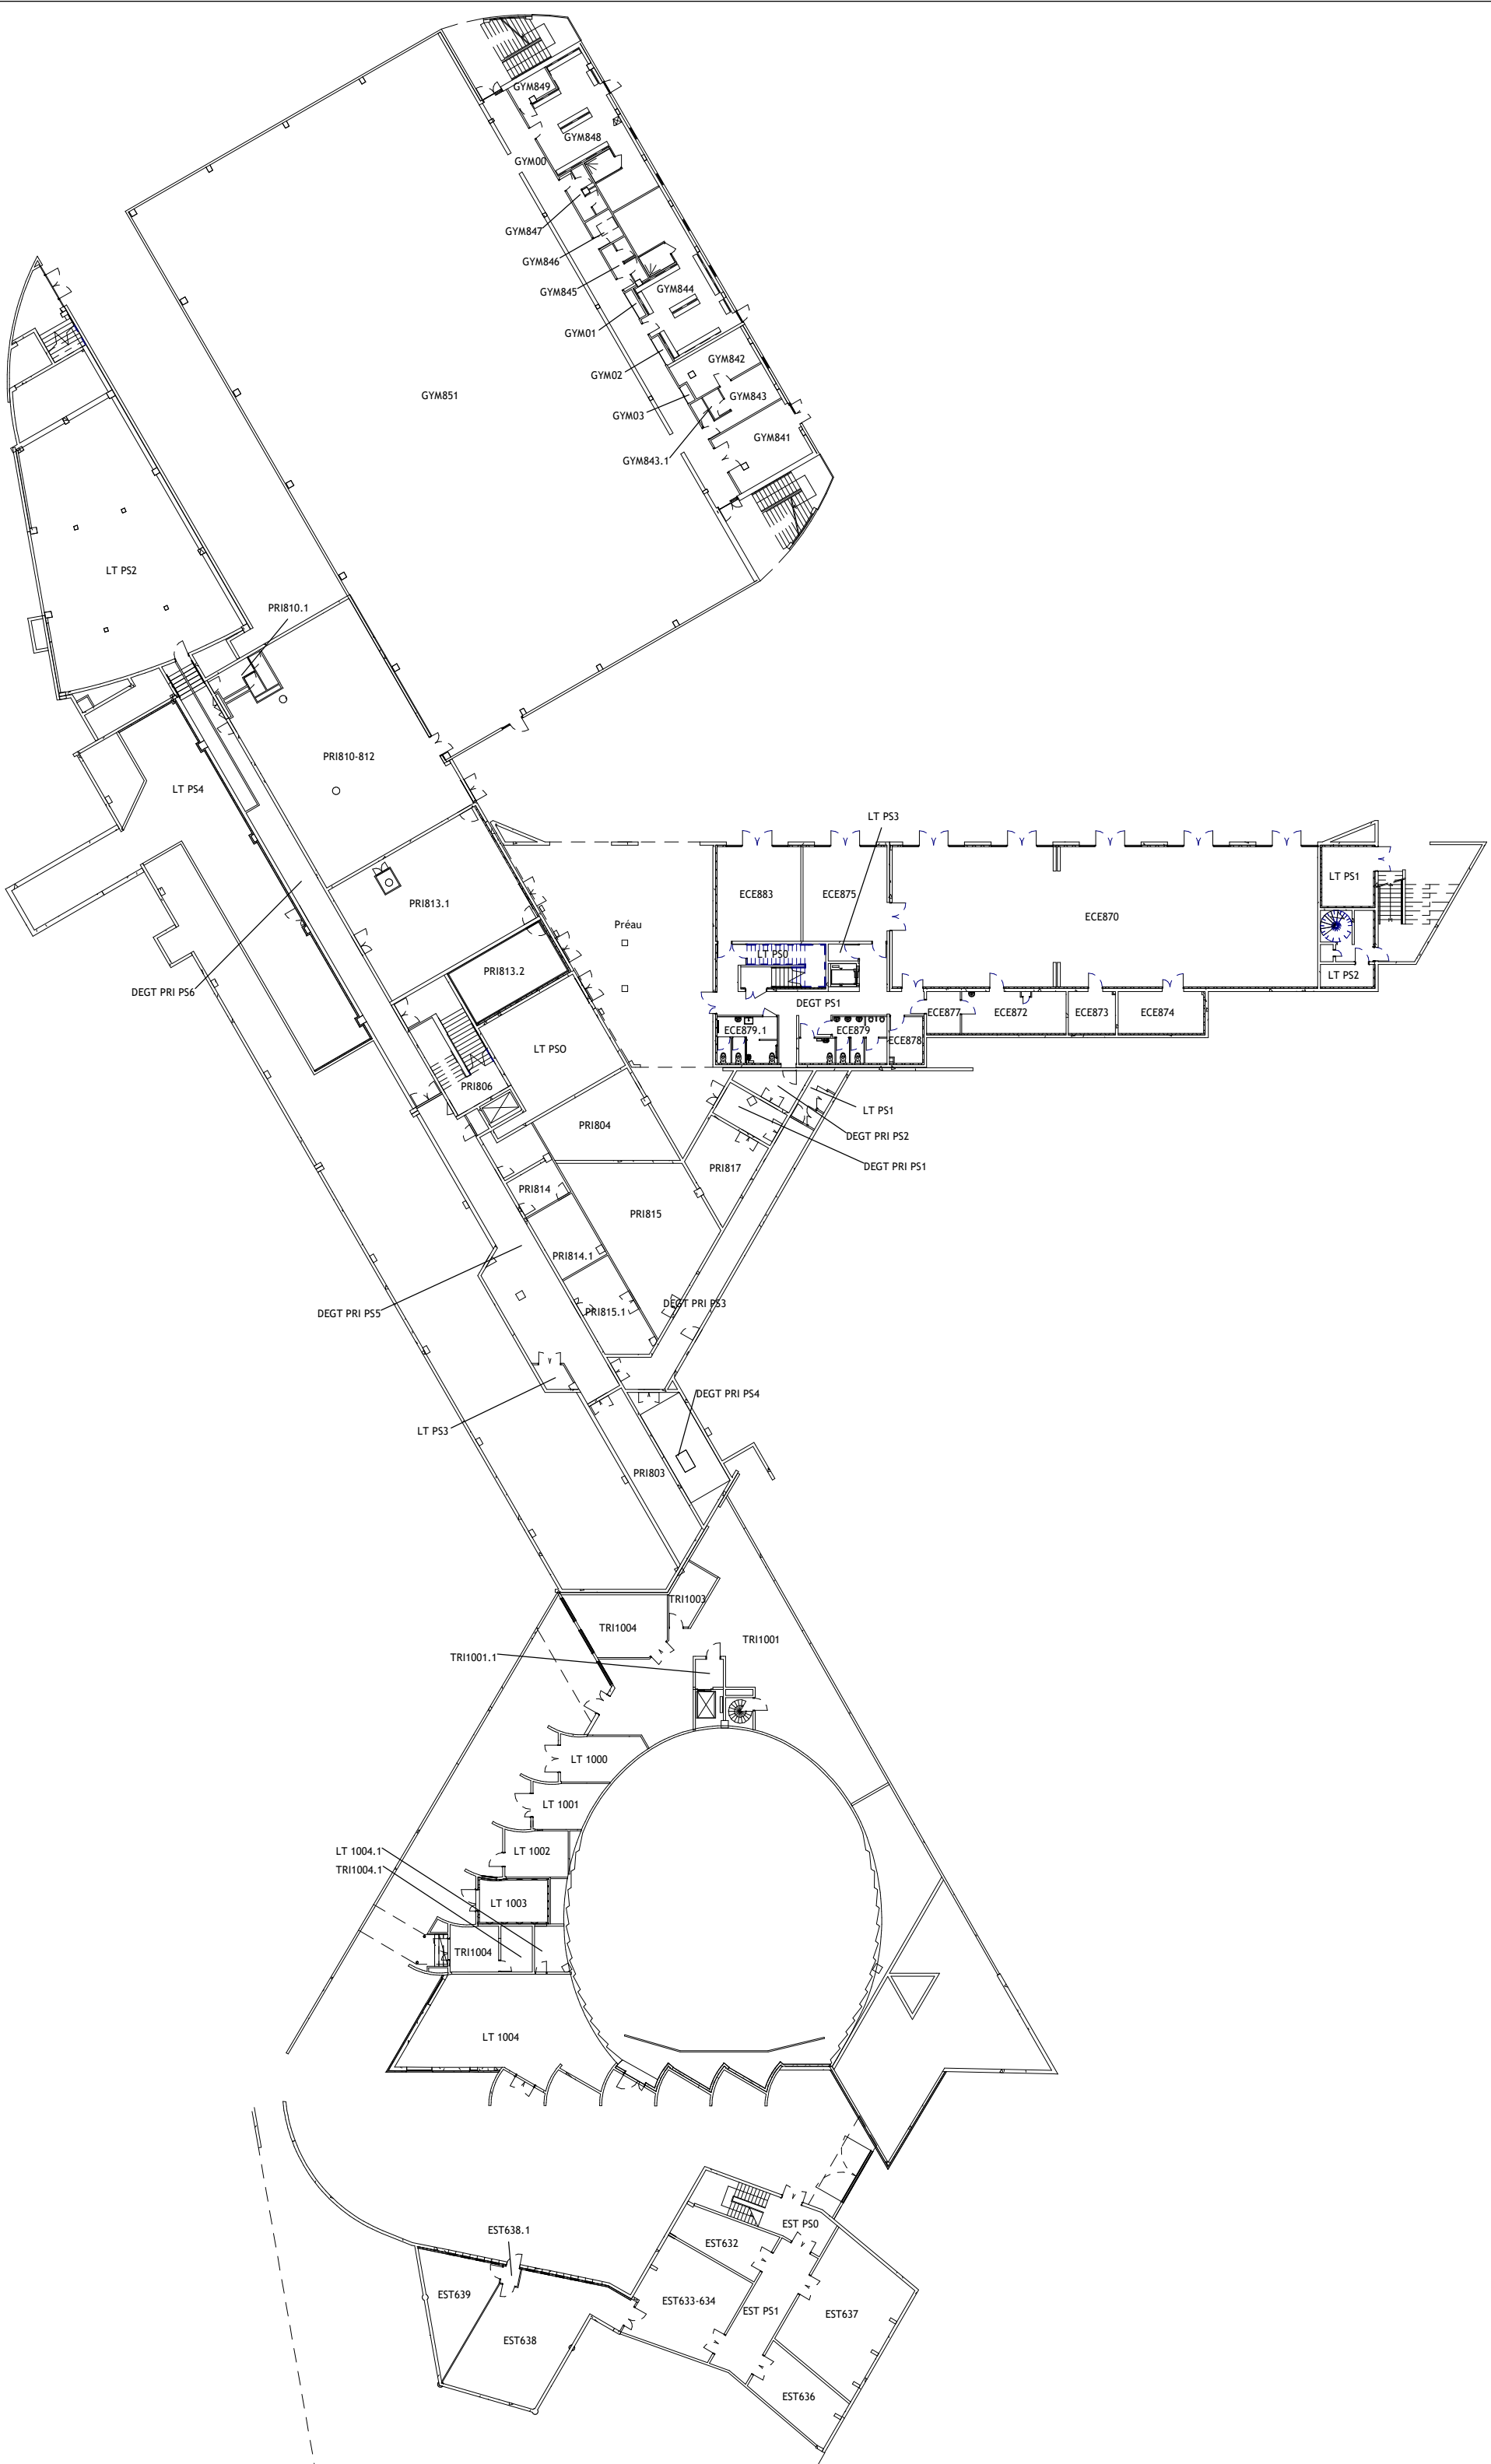 GYM849
GYM848
GYM00
GYM847
GYM846
GYM845
GYM844
GYM01
GYM842
GYM02
GYM851
GYM843
GYM03
GYM841
GYM843.1
LT PS2
PRI810.1
PRI810-812
LT PS4
LT PS3
LT PS1
ECE883
ECE875
PRI813.1
ECE870
Préau
LT PS0
PRI813.2
LT PS2
DEGT PRI PS6
DEGT PS1
ECE877
ECE872
ECE873
ECE874
ECE879.1
ECE879
ECE878
LT PSO
PRI806
LT PS1
PRI804
DEGT PRI PS2
DEGT PRI PS1
PRI817
PRI814
PRI815
PRI814.1
DEGT PRI PS3
DEGT PRI PS5
PRI815.1
DEGT PRI PS4
LT PS3
PRI803
TRI1003
TRI1004
TRI1001
TRI1001.1
LT 1000
LT 1001
LT 1004.1
LT 1002
TRI1004.1
LT 1003
TRI1004
LT 1004
EST PS0
EST638.1
EST632
EST639
EST633-634
EST PS1
EST637
EST638
EST636